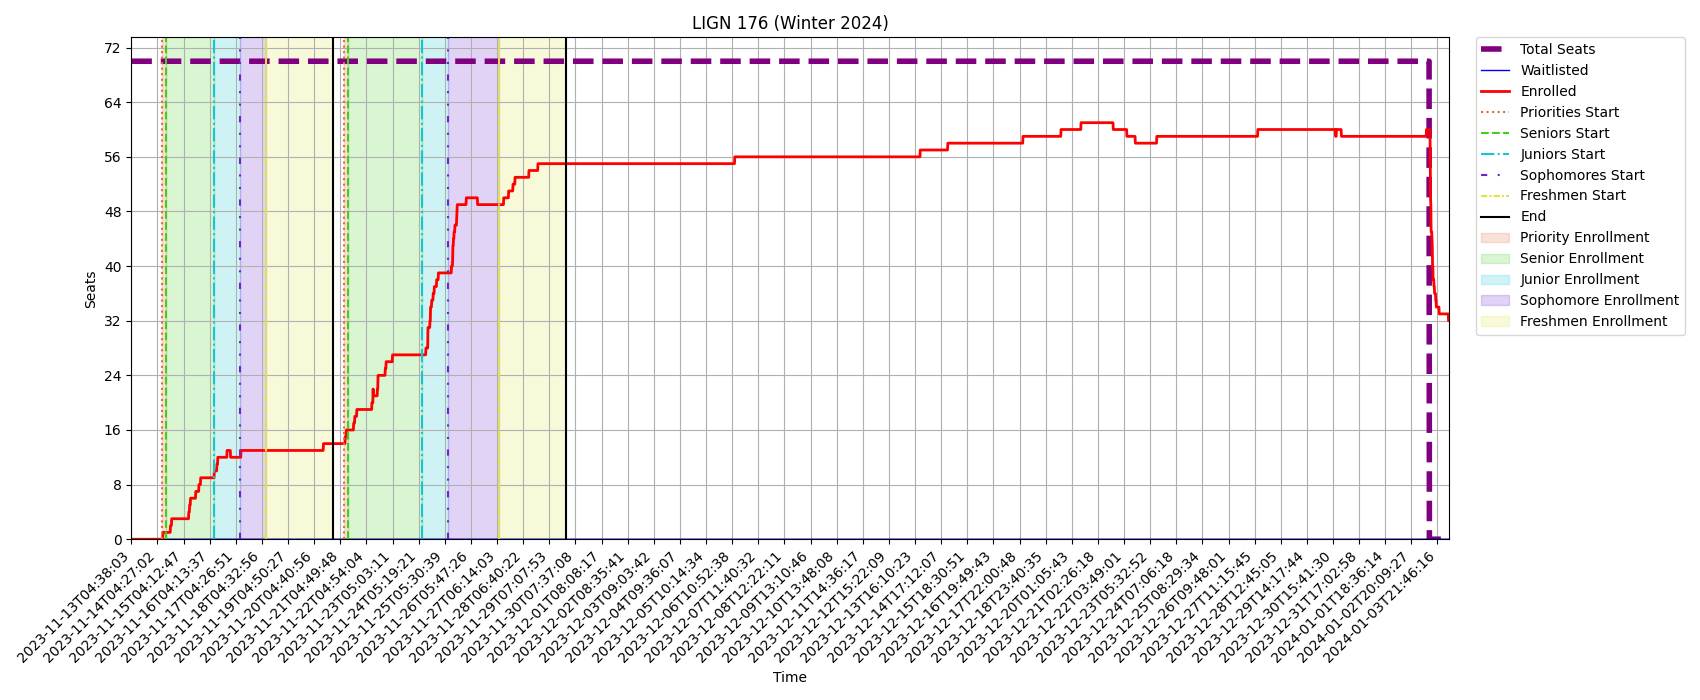 LIGN 176 (Winter 2024)
72
64
56
48
40
32
24
16
8
0
Seats
2023-11-13T04:38:03
2023-11-14T04:27:02
2023-11-15T04:12:47
2023-11-16T04:13:37
2023-11-17T04:26:51
2023-11-18T04:32:56
2023-11-19T04:50:27
2023-11-20T04:40:56
2023-11-21T04:49:48
2023-11-22T04:54:04
2023-11-23T05:03:11
2023-11-24T05:19:21
2023-11-25T05:30:39
2023-11-26T05:47:26
2023-11-27T06:14:03
2023-11-28T06:40:22
2023-11-29T07:07:53
2023-11-30T07:37:08
2023-12-01T08:08:17
2023-12-02T08:35:41
2023-12-03T09:03:42
2023-12-04T09:36:07
2023-12-05T10:14:34
2023-12-06T10:52:38
2023-12-07T11:40:32
2023-12-08T12:22:11
2023-12-09T13:10:46
2023-12-10T13:48:08
2023-12-11T14:36:17
2023-12-12T15:22:09
2023-12-13T16:10:23
2023-12-14T17:12:07
2023-12-15T18:30:51
2023-12-16T19:49:43
2023-12-17T22:00:48
2023-12-18T23:40:35
2023-12-20T01:05:43
2023-12-21T02:26:18
2023-12-22T03:49:01
2023-12-23T05:32:52
2023-12-24T07:06:18
2023-12-25T08:29:34
2023-12-26T09:48:01
2023-12-27T11:15:45
2023-12-28T12:45:05
2023-12-29T14:17:44
2023-12-30T15:41:30
2023-12-31T17:02:58
2024-01-01T18:36:14
2024-01-02T20:09:27
2024-01-03T21:46:16
Time
Total Seats
Waitlisted
Enrolled
Priorities Start
Seniors Start
Juniors Start
Sophomores Start
Freshmen Start
End
Priority Enrollment
Senior Enrollment
Junior Enrollment
Sophomore Enrollment
Freshmen Enrollment